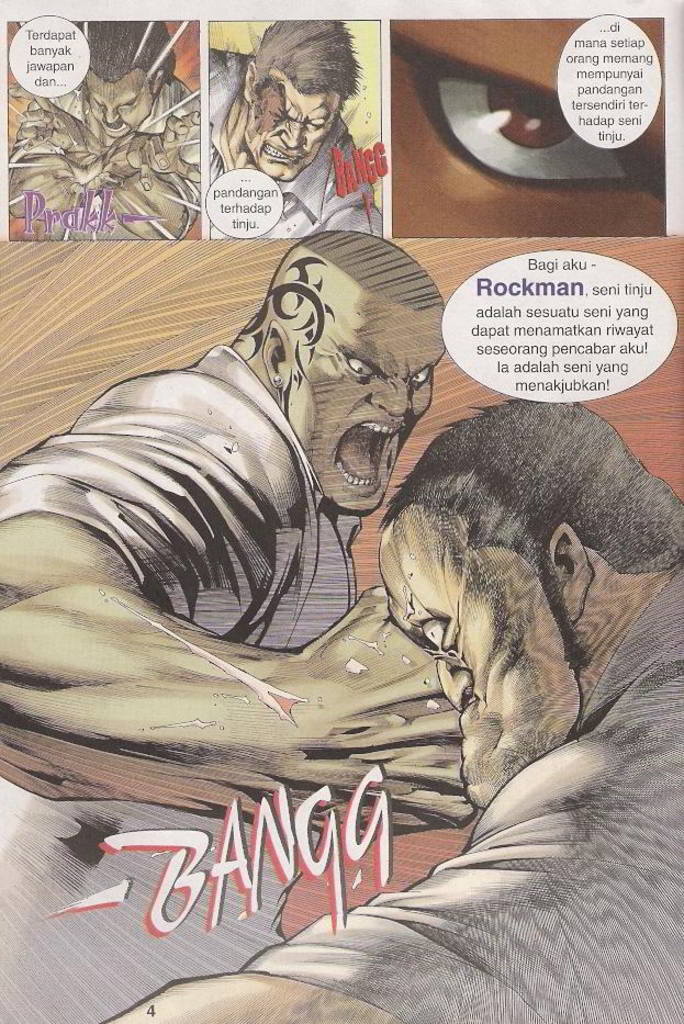 Terdapat
banyak
jawapan
dan...
Prakk
pandangan
terhadap
tinju.
BANGG
...di
mana setiap
orang memang
mempunyai
pandangan
tersendiri ter-
hadap seni
tinju.
Bagi aku -
Rockman, seni tinju
adalah sesuatu seni yang
dapat menamatkan riwayat
seseorang pencabar aku!
Ia adalah seni yang
menakjubkan!
BANGG
4